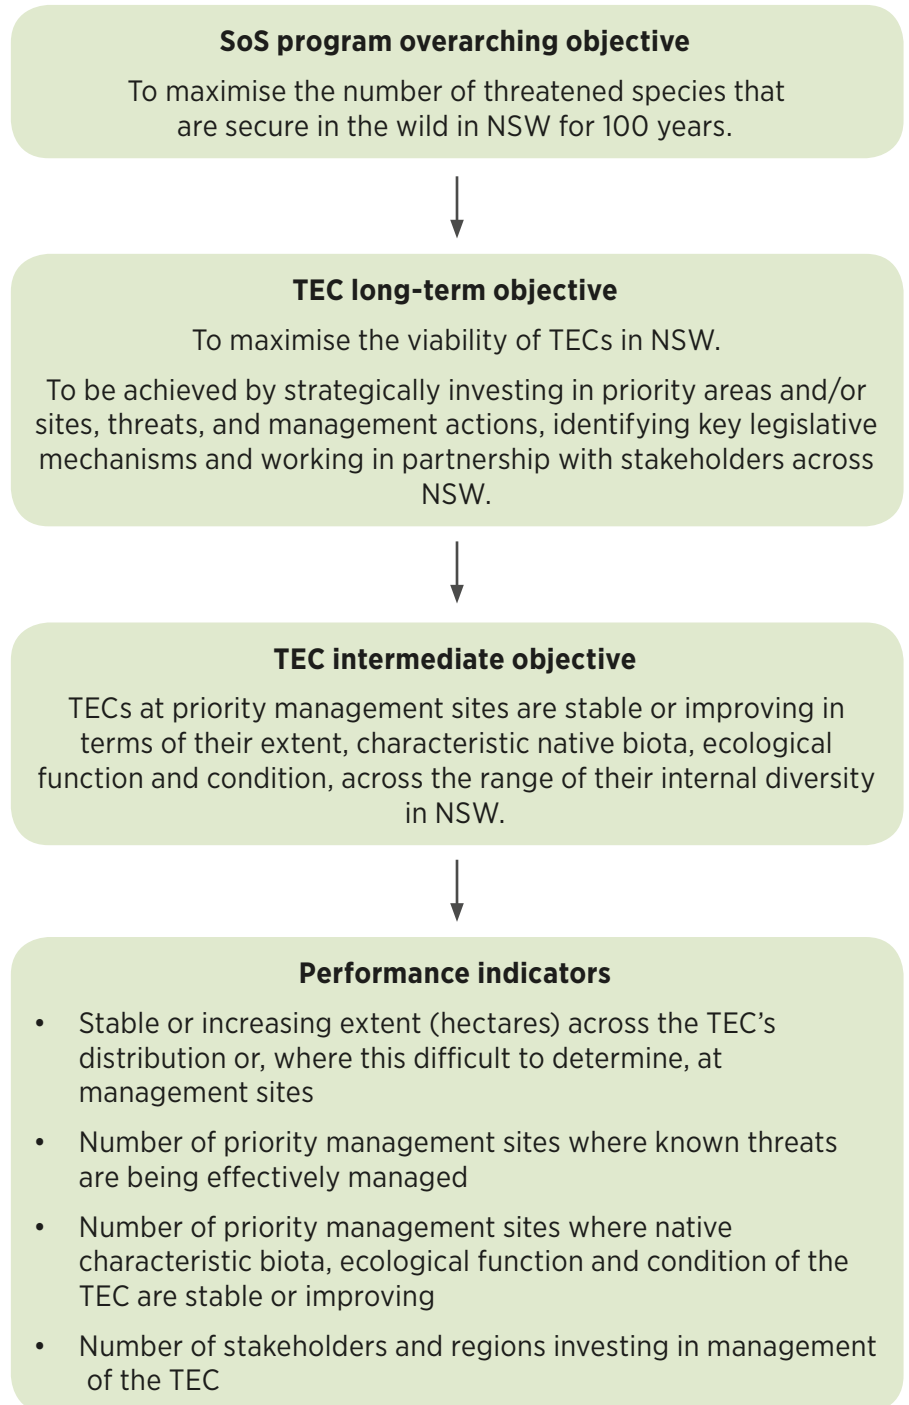 SoS program overarching objective
To maximise the number of threatened species that
are secure in the wild in NSW for 100 years.
TEC long-term objective
To maximise the viability of TECs in NSW.
To be achieved by strategically investing in priority areas and/or
sites, threats, and management actions, identifying key legislative
mechanisms and working in partnership with stakeholders across
NSW.
TEC intermediate objective
TECs at priority management sites are stable or improving in
terms of their extent, characteristic native biota, ecological
function and condition, across the range of their internal diversity
in NSW.
Performance indicators
• Stable or increasing extent (hectares) across the TEC’s
distribution or, where this difficult to determine, at
management sites
• Number of priority management sites where known threats
are being effectively managed
• Number of priority management sites where native
characteristic biota, ecological function and condition of the
TEC are stable or improving
• Number of stakeholders and regions investing in management
of the TEC